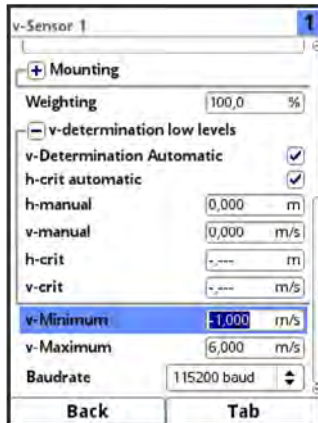 v-Sensor 1 1
+ Mounting
Weighting 100,0 %
− v-determination low levels
v-Determination Automatic
h-crit automatic
h-manual 0,000 m
v-manual 0,000 m/s
h-crit -,--- m
v-crit -,--- m/s
v-Minimum -1,000 m/s
v-Maximum 6,000 m/s
Baudrate 115200 baud
Back Tab